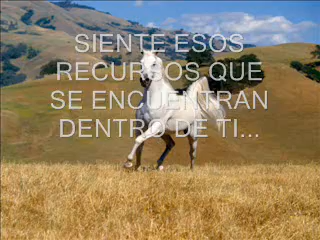 SIENTE ESOS
RECURSOS QUE
SE ENCUENTRAN
DENTRO DE TI...